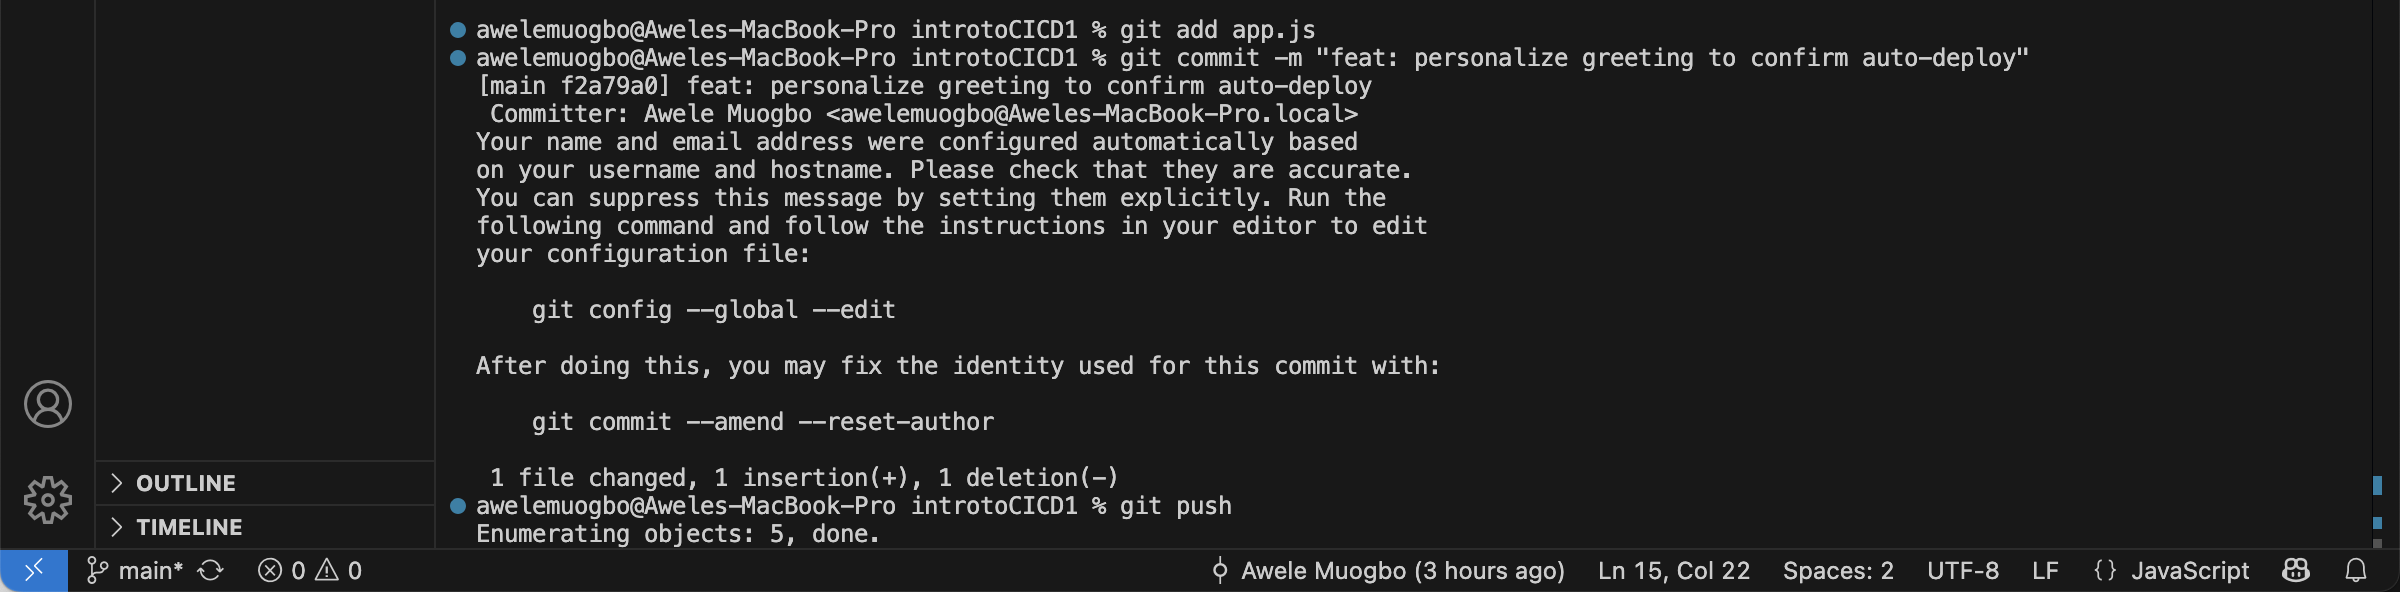 awelemuogbo@Aweles-MacBook-Pro introtoCICD1 % git add app.js
awelemuogbo@Aweles-MacBook-Pro introtoCICD1 % git commit -m "feat: personalize greeting to confirm auto-deploy"
[main f2a79a0] feat: personalize greeting to confirm auto-deploy
Committer: Awele Muogbo <awelemuogbo@Aweles-MacBook-Pro.local>
Your name and email address were configured automatically based
on your username and hostname. Please check that they are accurate.
You can suppress this message by setting them explicitly. Run the
following command and follow the instructions in your editor to edit
your configuration file:
git config --global --edit
After doing this, you may fix the identity used for this commit with:
git commit --amend --reset-author
1 file changed, 1 insertion(+), 1 deletion(-)
awelemuogbo@Aweles-MacBook-Pro introtoCICD1 % git push
Enumerating objects: 5, done.
OUTLINE
TIMELINE
main* 0 0 Awele Muogbo (3 hours ago) Ln 15, Col 22 Spaces: 2 UTF-8 LF {} JavaScript